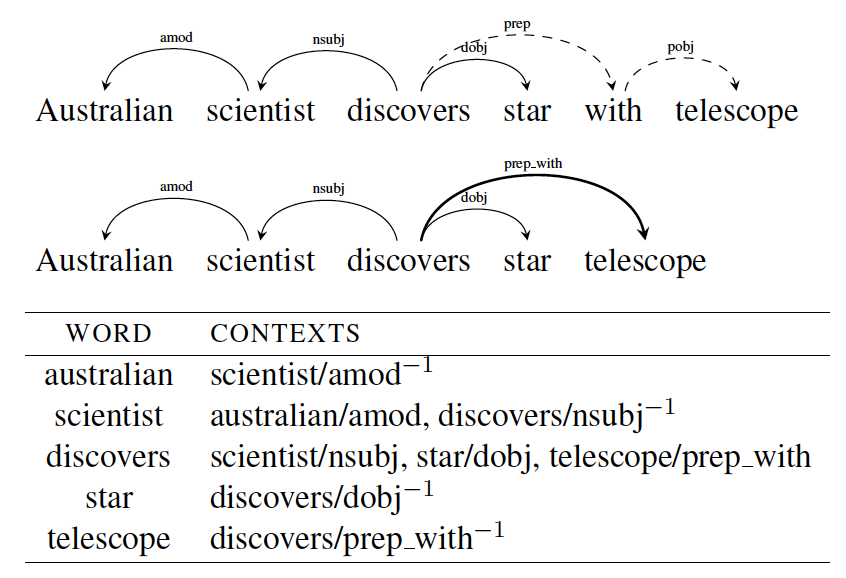 prep
amod nsubj dobj pobj
Australian scientist discovers star with telescope
prep_with
amod nsubj dobj
Australian scientist discovers star telescope
WORD CONTEXTS
australian scientist/amod⁻¹
scientist australian/amod, discovers/nsubj⁻¹
discovers scientist/nsubj, star/dobj, telescope/prep_with
star discovers/dobj⁻¹
telescope discovers/prep_with⁻¹